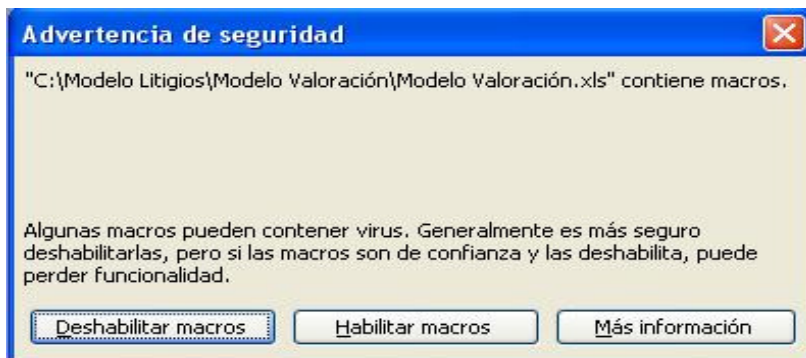 Advertencia de seguridad
"C:\Modelo Litigios\Modelo Valoración\Modelo Valoración.xls" contiene macros.
Algunas macros pueden contener virus. Generalmente es más seguro
deshabilitarlas, pero si las macros son de confianza y las deshabilita, puede
perder funcionalidad.
Deshabilitar macros Habilitar macros Más información